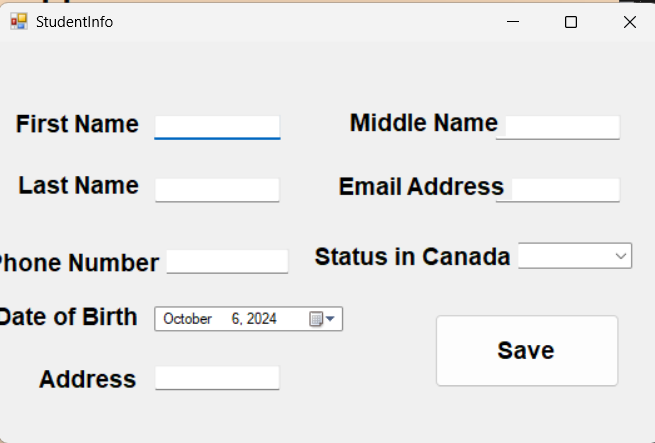 StudentInfo
First Name
Middle Name
Last Name
Email Address
Phone Number
Status in Canada
Date of Birth
October 6, 2024
Address
Save